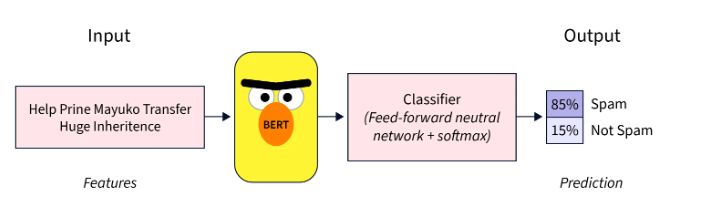 Input
Output
Help Prine Mayuko Transfer
Huge Inheritence
BERT
Classifier
(Feed-forward neutral
network + softmax)
85% Spam
15% Not Spam
Features
Prediction